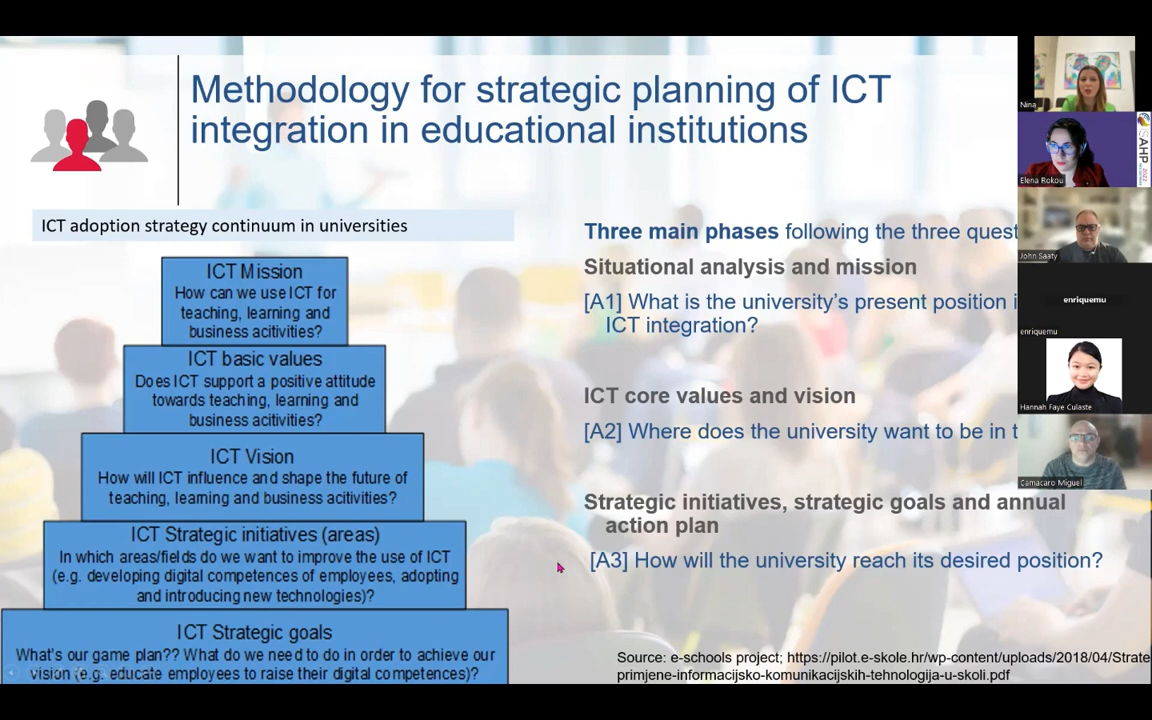 Methodology for strategic planning of ICT
integration in educational institutions
ICT adoption strategy continuum in universities
ICT Mission
How can we use ICT for
teaching, learning and
business acitivities?
ICT basic values
Does ICT support a positive attitude
towards teaching, learning and
business acitivities?
ICT Vision
How will ICT influence and shape the future of
teaching, learning and business acitivities?
ICT Strategic initiatives (areas)
In which areas/fields do we want to improve the use of ICT
(e.g. developing digital competences of employees, adopting
and introducing new technologies)?
ICT Strategic goals
What's our game plan?? What do we need to do in order to achieve our
vision (e.g. educate employees to raise their digital competences)?
Three main phases following the three quest
Situational analysis and mission
[A1] What is the university's present position i
ICT integration?
ICT core values and vision
[A2] Where does the university want to be in t
Strategic initiatives, strategic goals and annual
action plan
[A3] How will the university reach its desired position?
Source: e-schools project; https://pilot.e-skole.hr/wp-content/uploads/2018/04/Strate
primjene-informacijsko-komunikacijskih-tehnologija-u-skoli.pdf
Nina
Elena Rokou
AHP
John Saaty
enriquemu
enriquemu
Hannah Faye Culaste
Camacaro Miguel